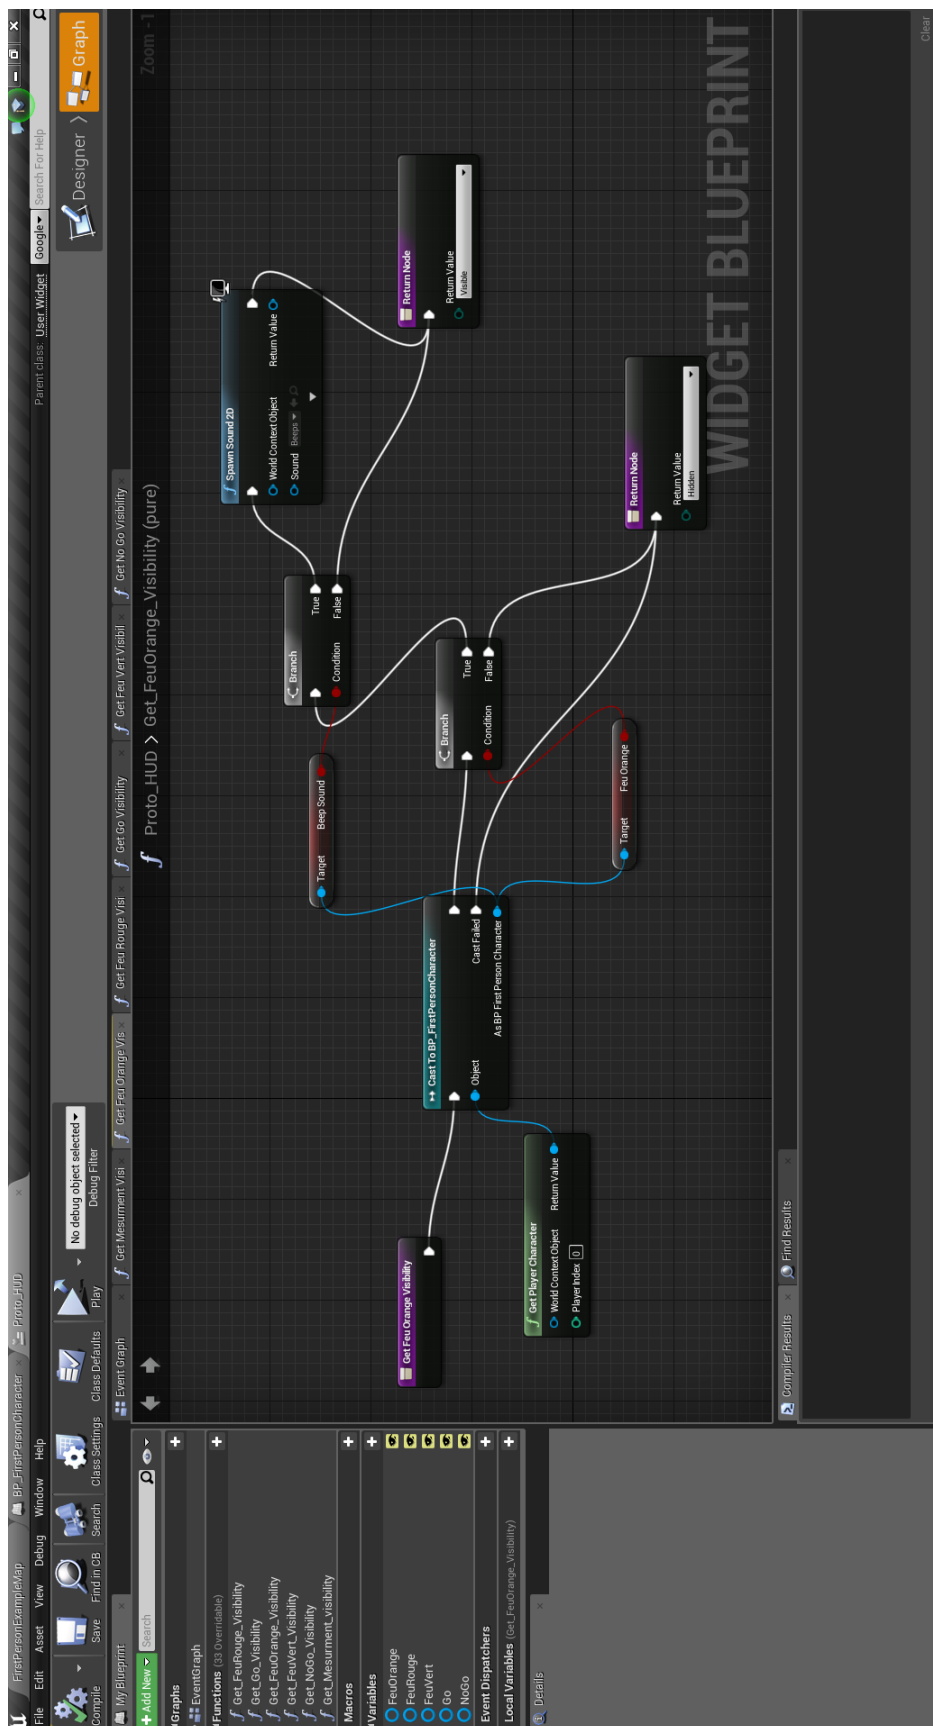 FirstPersonExampleMap
BP_FirstPersonCharacter
Proto_HUD
File Edit Asset View Debug Window Help
Parent class: User Widget
Google
Search For Help
Compile
Save
Find in CB
Search
Class Settings
Class Defaults
Play
No debug object selected
Debug Filter
Designer
Graph
My Blueprint
Add New
Search
Graphs
EventGraph
Functions (33 Overridable)
Get_FeuRouge_Visibility
Get_Go_Visibility
Get_FeuOrange_Visibility
Get_FeuVert_Visibility
Get_NoGo_Visibility
Get_Mesurment_visibility
Macros
Variables
FeuOrange
FeuRouge
FeuVert
Go
NoGo
Event Dispatchers
Local Variables (Get_FeuOrange_Visibility)
Details
Event Graph
Get Mesurment Visi
Get Feu Orange Vis
Get Feu Rouge Visi
Get Go Visibility
Get Feu Vert Visibil
Get No Go Visibility
Proto_HUD > Get_FeuOrange_Visibility (pure)
Zoom -1
Get Feu Orange Visibility
Get Player Character
World Context Object
Return Value
Player Index 0
Cast To BP_FirstPersonCharacter
Object
Cast Failed
As BP First Person Character
Target
Beep Sound
Target
Feu Orange
Branch
True
Condition
False
Branch
True
Condition
False
Spawn Sound 2D
World Context Object
Return Value
Sound
Beeps
Return Node
Return Value
Visible
Return Node
Return Value
Hidden
WIDGET BLUEPRINT
Compiler Results
Find Results
Clear